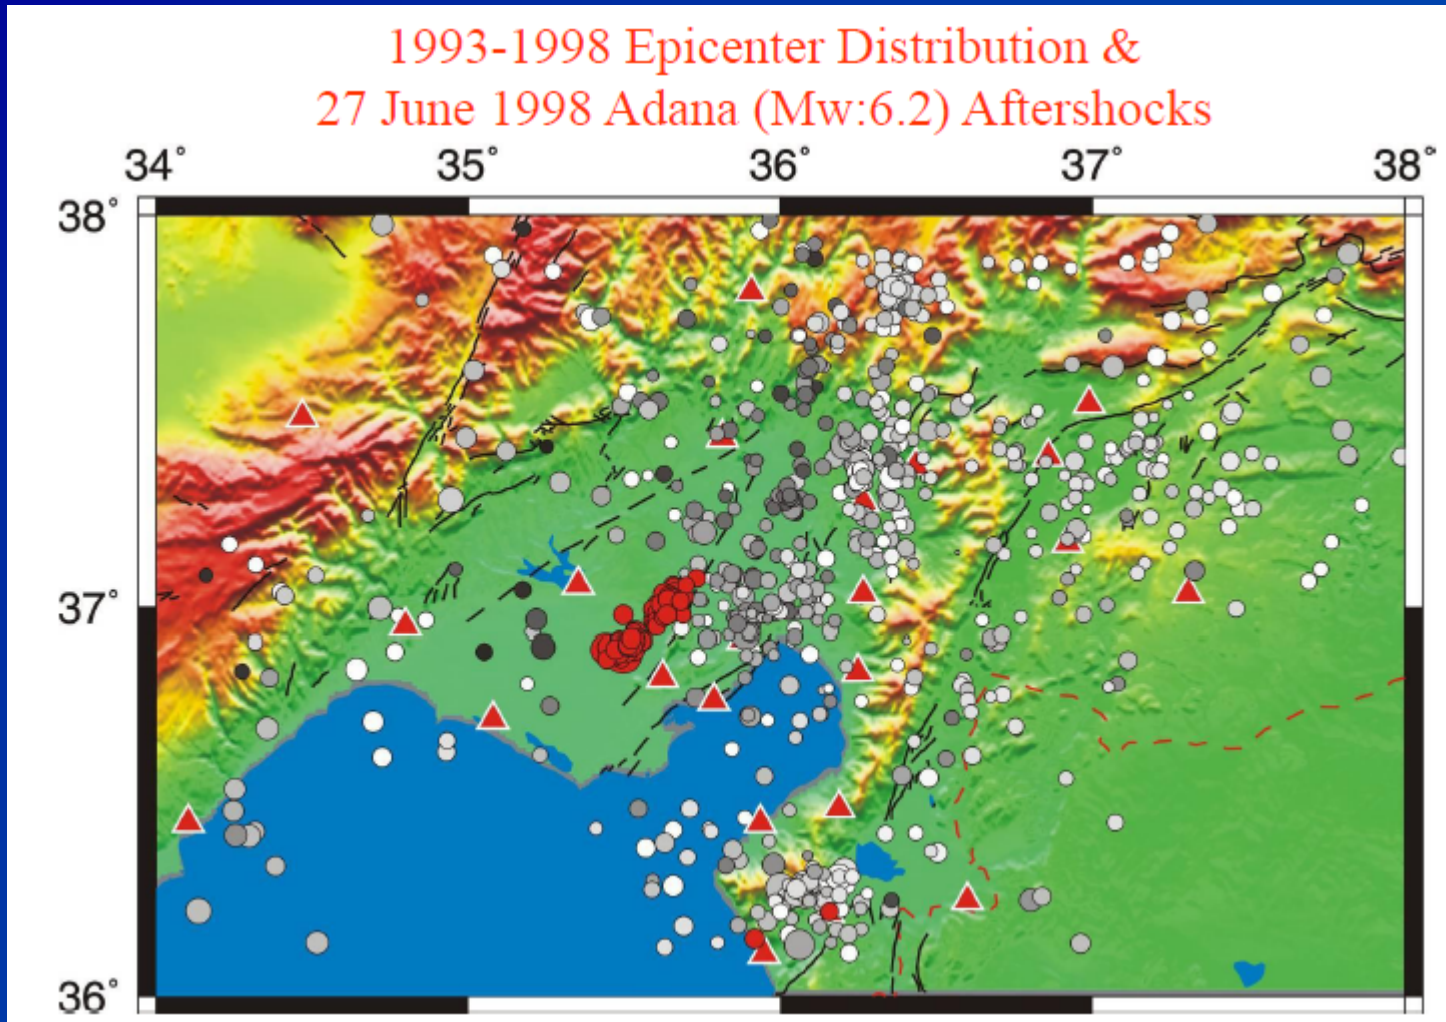 1993-1998 Epicenter Distribution &
27 June 1998 Adana (Mw:6.2) Aftershocks
34° 35° 36° 37° 38°
38°
37°
36°